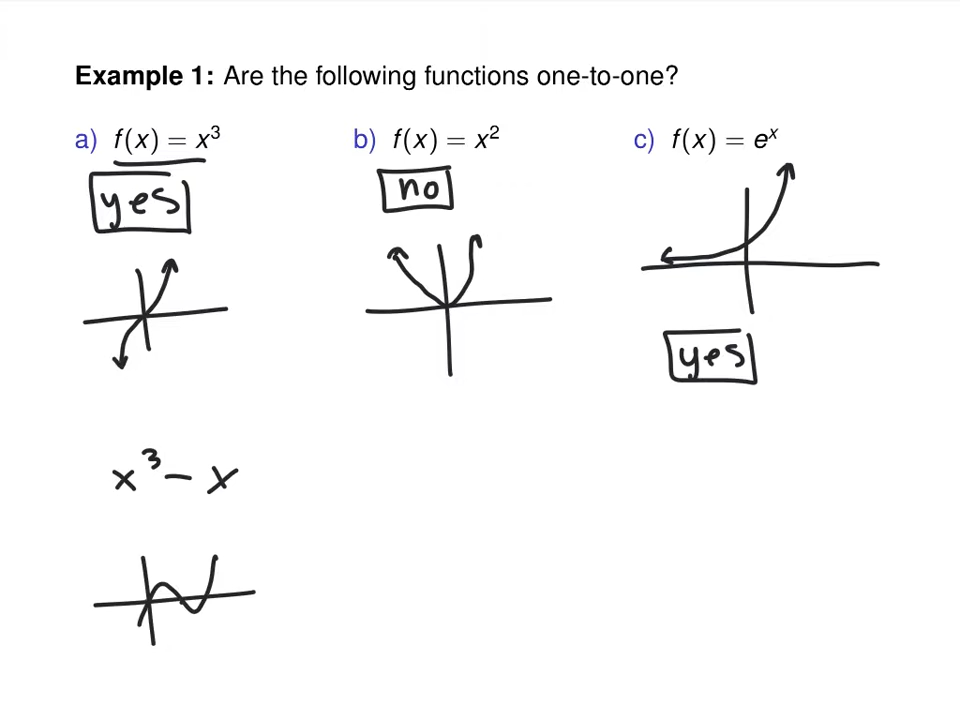 Example 1: Are the following functions one-to-one?
a) f(x) = x³ b) f(x) = x² c) f(x) = eˣ
yes no
yes
x³ − x